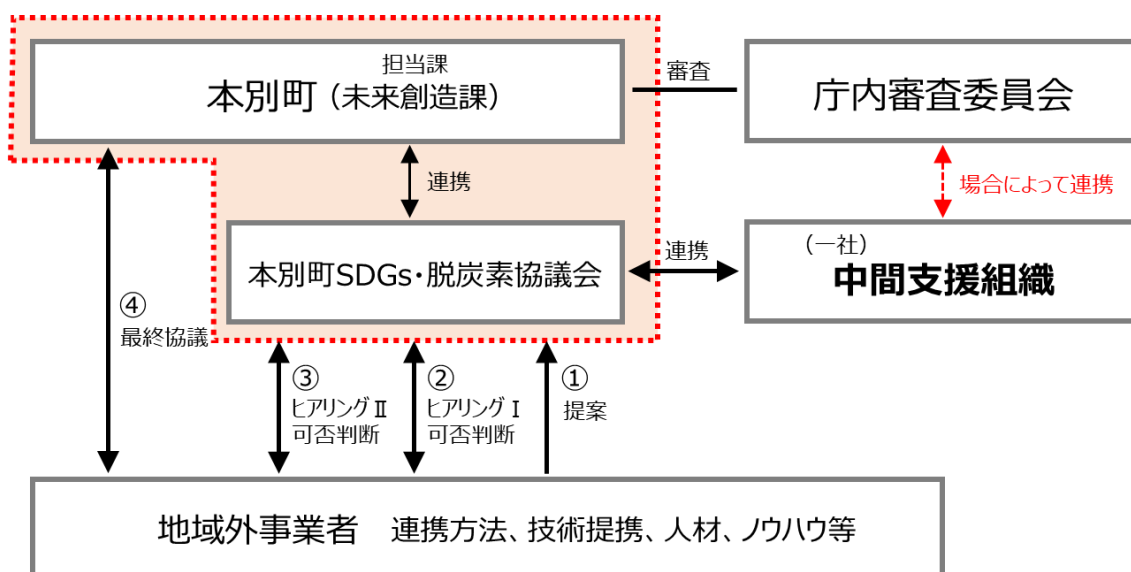 担当課
本別町（未来創造課）
審査
庁内審査委員会
連携
場合によって連携
本別町SDGs・脱炭素協議会
連携
（一社）
中間支援組織
④
最終協議
③
ヒアリングⅡ
可否判断
②
ヒアリングⅠ
可否判断
①
提案
地域外事業者　連携方法、技術提携、人材、ノウハウ等